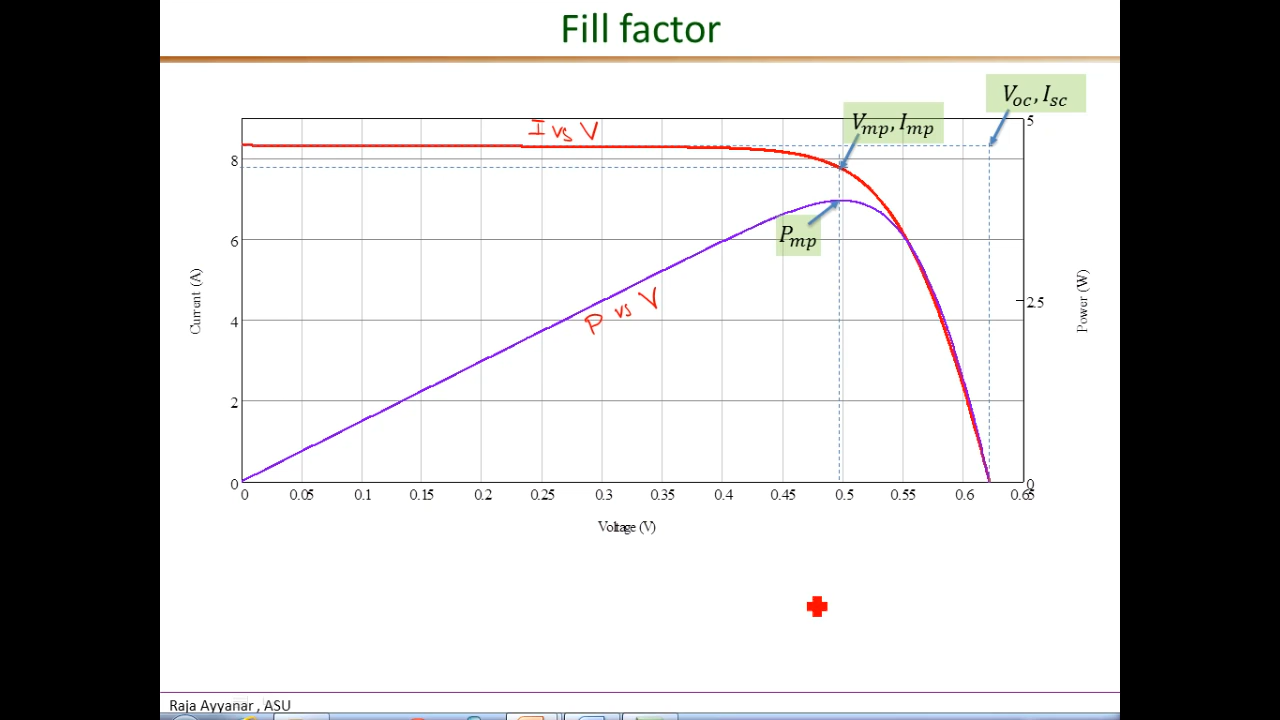 Fill factor
V_oc, I_sc
I vs V
V_mp, I_mp
5
8
P_mp
6
P vs V
2.5
Current (A)
Power (W)
4
2
0
0
0 0.05 0.1 0.15 0.2 0.25 0.3 0.35 0.4 0.45 0.5 0.55 0.6 0.65
Voltage (V)
Raja Ayyanar , ASU